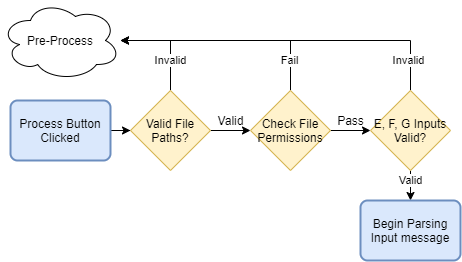 Pre-Process
Invalid
Fail
Invalid
Process Button
Clicked
Valid File
Paths?
Valid
Check File
Permissions
Pass
E, F, G Inputs
Valid?
Valid
Begin Parsing
Input message